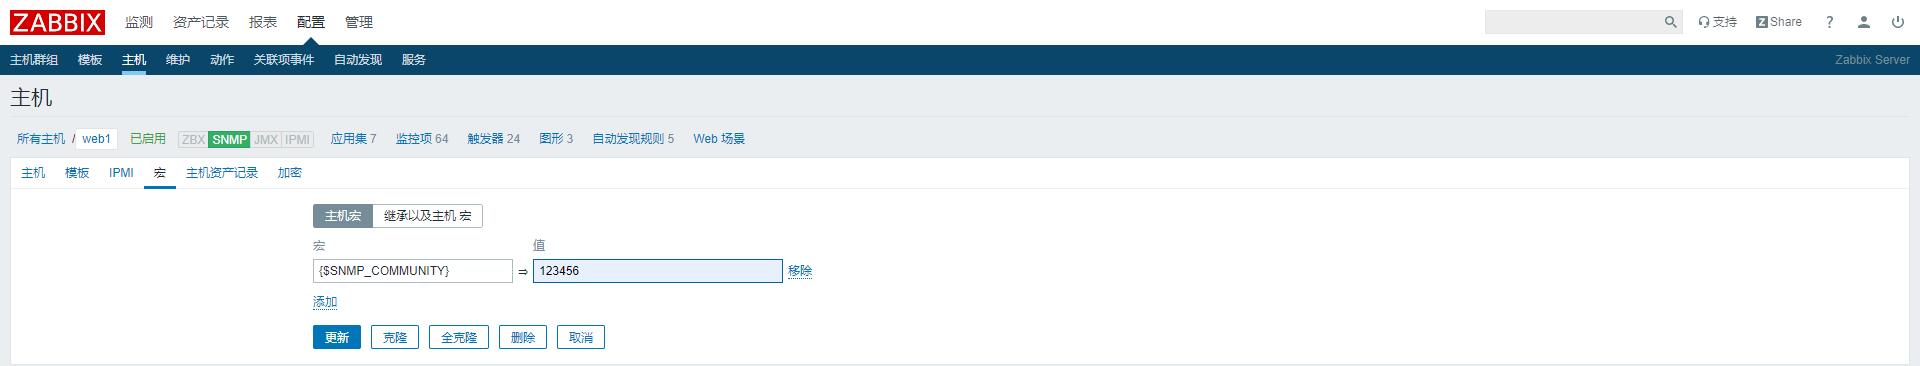 ZABBIX 监测 资产记录 报表 配置 管理 支持 Share ?
主机群组 模板 主机 维护 动作 关联项事件 自动发现 服务 Zabbix Server
主机
所有主机 / web1 已启用 ZBX SNMP JMX IPMI 应用集 7 监控项 64 触发器 24 图形 3 自动发现规则 5 Web 场景
主机 模板 IPMI 宏 主机资产记录 加密
主机宏 继承以及主机 宏
宏 值
{$SNMP_COMMUNITY} ⇒ 123456 移除
添加
更新 克隆 全克隆 删除 取消